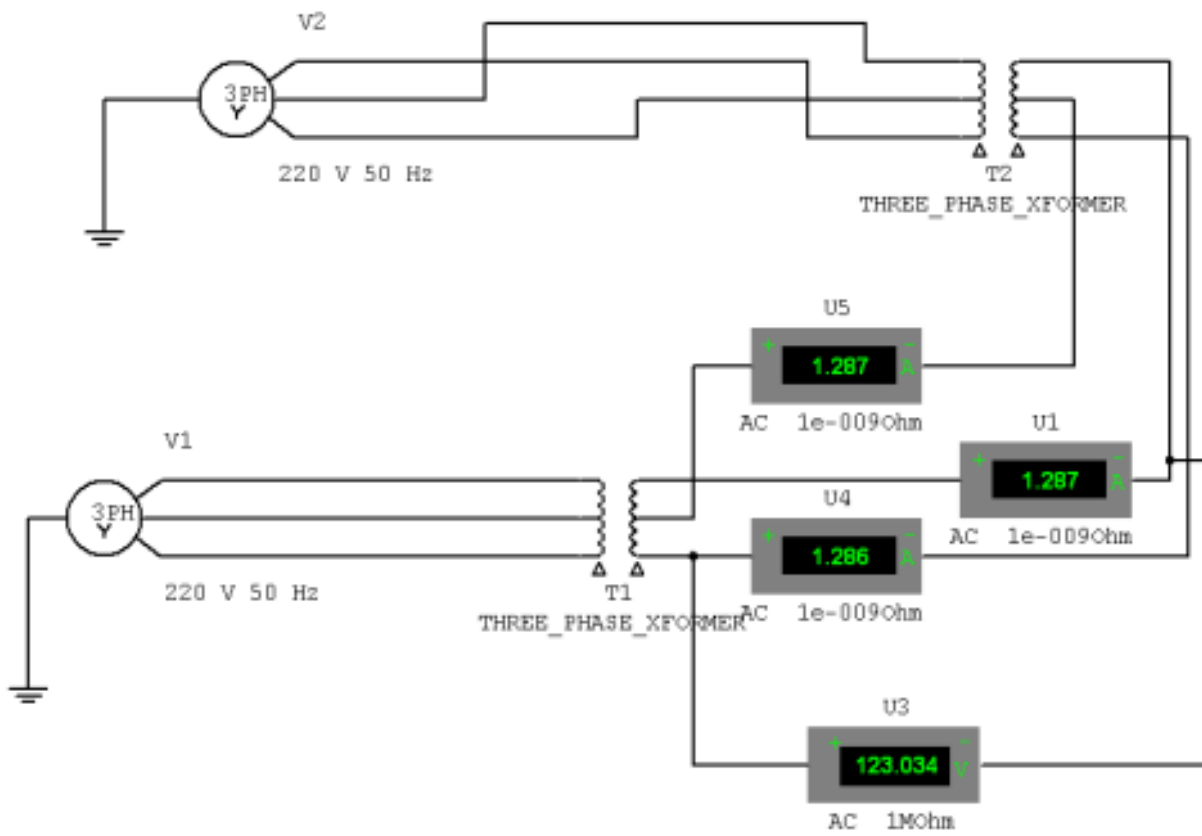 V2
3PH
Y
220 V 50 Hz
T2
THREE_PHASE_XFORMER
U5
+ 1.287 - A
AC 1e-009Ohm
V1
3PH
Y
220 V 50 Hz
T1
THREE_PHASE_XFORMER
U1
+ 1.287 - A
AC 1e-009Ohm
U4
+ 1.286 - A
AC 1e-009Ohm
U3
+ 123.034 - V
AC 1MOhm